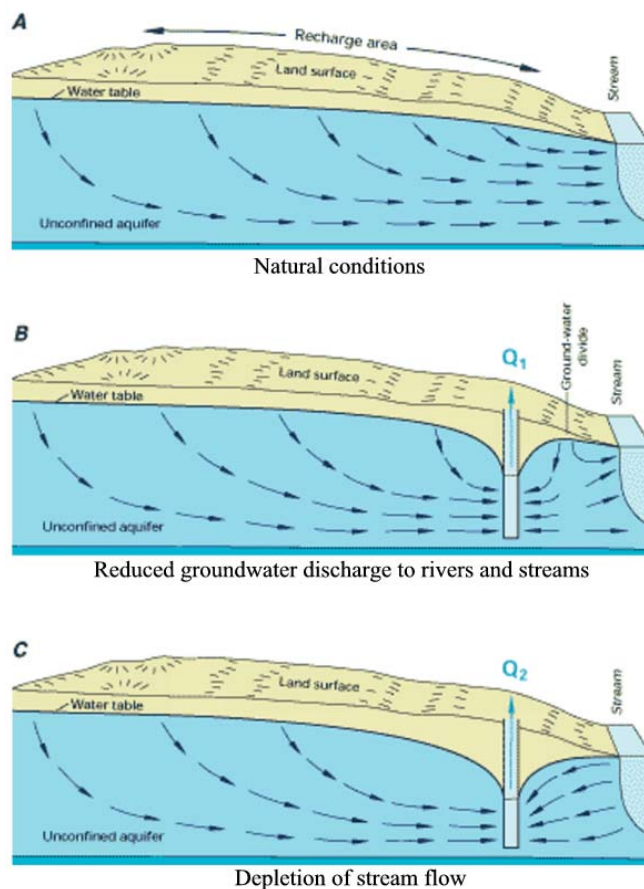 A
Recharge area
Stream
Land surface
Water table
Unconfined aquifer
Natural conditions
B
Q1
Ground-water
divide
Stream
Land surface
Water table
Unconfined aquifer
Reduced groundwater discharge to rivers and streams
C
Q2
Stream
Land surface
Water table
Unconfined aquifer
Depletion of stream flow